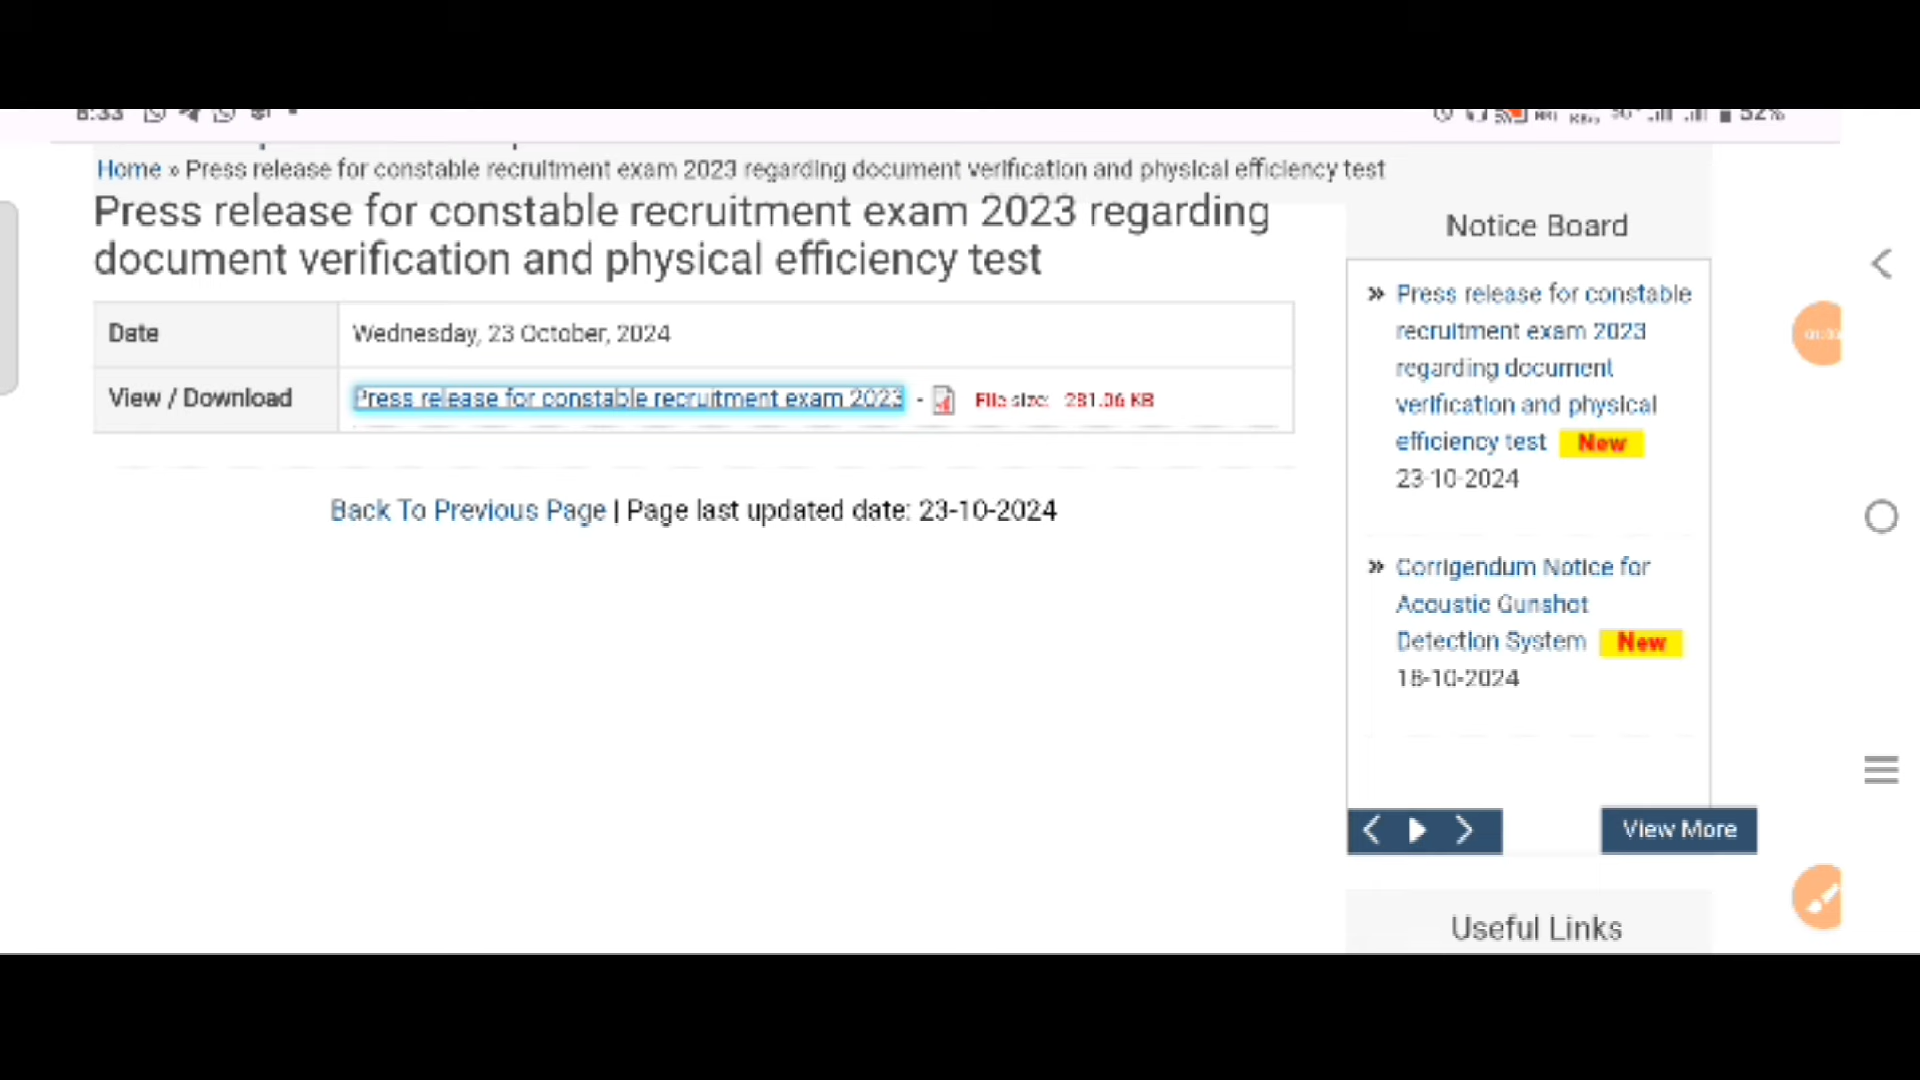 Home » Press release for constable recruitment exam 2023 regarding document verification and physical efficiency test
Press release for constable recruitment exam 2023 regarding
document verification and physical efficiency test
Date
Wednesday, 23 October, 2024
View / Download
Press release for constable recruitment exam 2023 - File size: 281.06 KB
Back To Previous Page | Page last updated date: 23-10-2024
Notice Board
» Press release for constable
recruitment exam 2023
regarding document
verification and physical
efficiency test New
23-10-2024
» Corrigendum Notice for
Acoustic Gunshot
Detection System New
View More
Useful Links